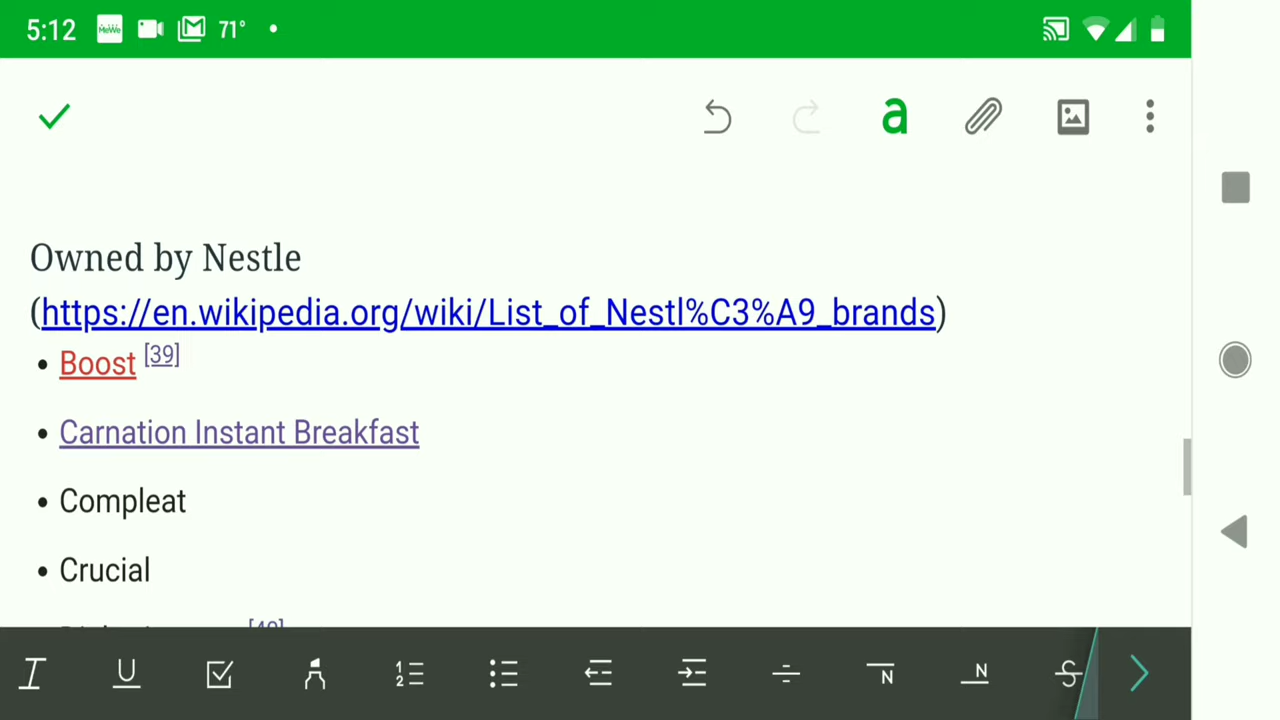 5:12 MeWe 71°
a
Owned by Nestle
(https://en.wikipedia.org/wiki/List_of_Nestl%C3%A9_brands)
• Boost [39]
• Carnation Instant Breakfast
• Compleat
• Crucial